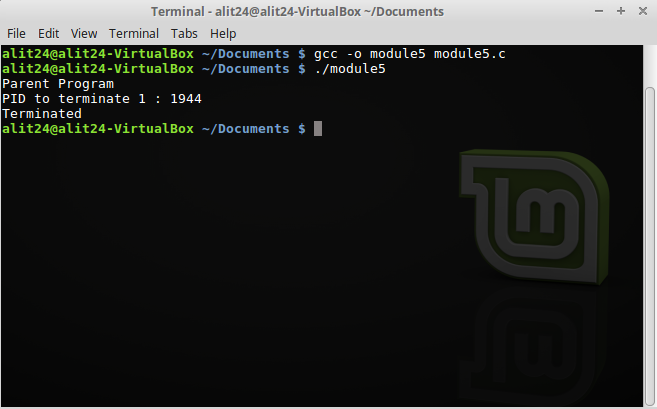 Terminal - alit24@alit24-VirtualBox ~/Documents
File Edit View Terminal Tabs Help
alit24@alit24-VirtualBox ~/Documents $ gcc -o module5 module5.c
alit24@alit24-VirtualBox ~/Documents $ ./module5
Parent Program
PID to terminate 1 : 1944
Terminated
alit24@alit24-VirtualBox ~/Documents $